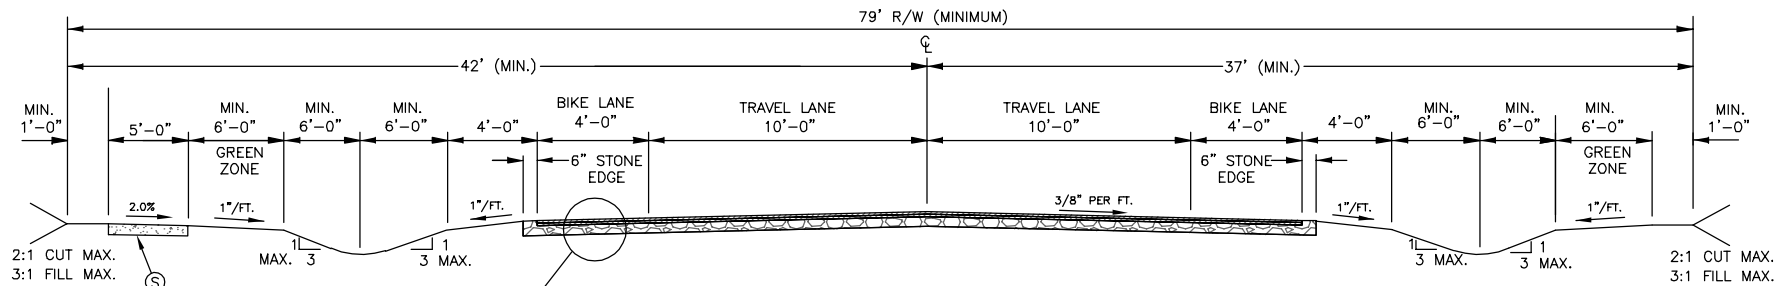 79' R/W (MINIMUM)
℄
42' (MIN.)
37' (MIN.)
MIN.
1'-0"
5'-0"
MIN.
6'-0"
GREEN
ZONE
MIN.
6'-0"
MIN.
6'-0"
4'-0"
BIKE LANE
4'-0"
TRAVEL LANE
10'-0"
TRAVEL LANE
10'-0"
BIKE LANE
4'-0"
4'-0"
MIN.
6'-0"
MIN.
6'-0"
MIN.
6'-0"
GREEN
ZONE
MIN.
1'-0"
6" STONE
EDGE
6" STONE
EDGE
2.0%
1"/FT.
1"/FT.
3/8" PER FT.
1"/FT.
1"/FT.
2:1 CUT MAX.
3:1 FILL MAX.
S
1
MAX. 3
1
3 MAX.
1
3 MAX.
1
3 MAX.
2:1 CUT MAX.
3:1 FILL MAX.